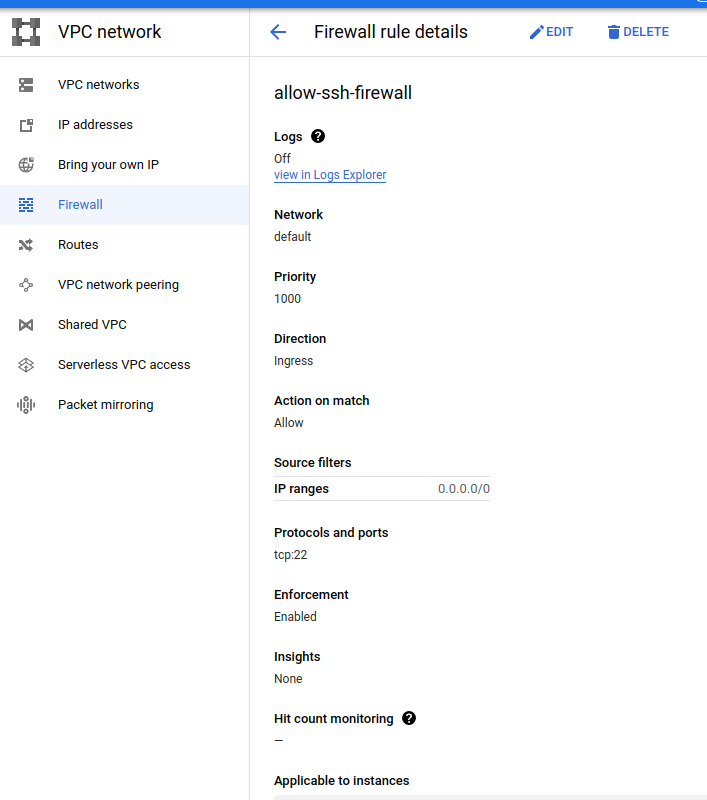 VPC network
Firewall rule details
EDIT
DELETE
VPC networks
IP addresses
Bring your own IP
Firewall
Routes
VPC network peering
Shared VPC
Serverless VPC access
Packet mirroring
allow-ssh-firewall
Logs
Off
view in Logs Explorer
Network
default
Priority
1000
Direction
Ingress
Action on match
Allow
Source filters
IP ranges 0.0.0.0/0
Protocols and ports
tcp:22
Enforcement
Enabled
Insights
None
Hit count monitoring
—
Applicable to instances